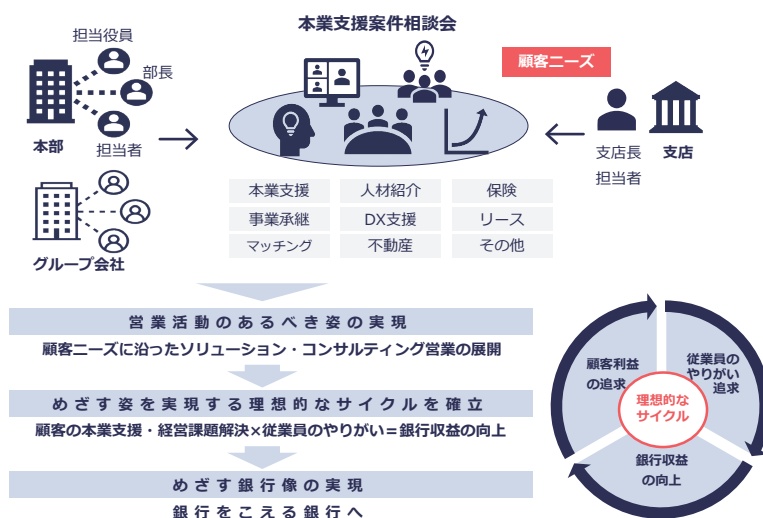 本業支援案件相談会
担当役員
部長
担当者
本部
グループ会社
顧客ニーズ
支店長
担当者
支店
本業支援
人材紹介
保険
事業承継
DX支援
リース
マッチング
不動産
その他
営業活動のあるべき姿の実現
顧客ニーズに沿ったソリューション・コンサルティング営業の展開
めざす姿を実現する理想的なサイクルを確立
顧客の本業支援・経営課題解決×従業員のやりがい＝銀行収益の向上
めざす銀行像の実現
銀行をこえる銀行へ
顧客利益
の追求
従業員の
やりがい
追求
理想的な
サイクル
銀行収益
の向上